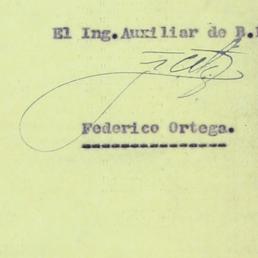 El Ing.Auxiliar de B.
Federico Ortega.